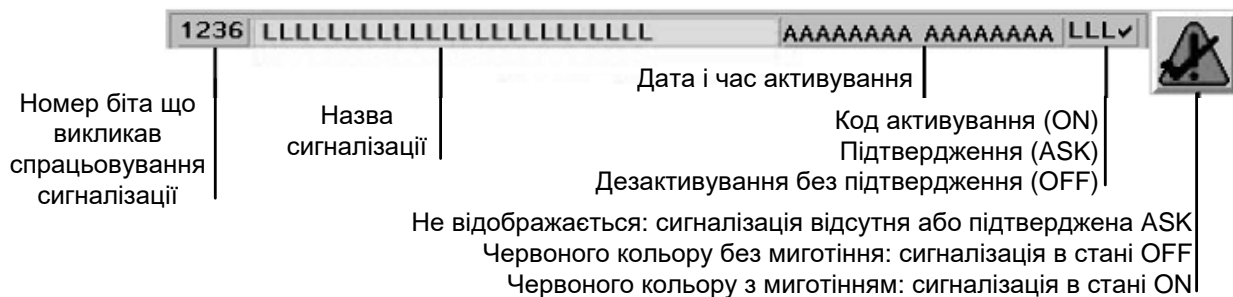 1236 LLLLLLLLLLLLLLLLLLLLLLLL AAAAAAAA AAAAAAAA LLL✔
Дата і час активування
Номер біта що
викликав
спрацьовування
сигналізації
Назва
сигналізації
Код активування (ON)
Підтвердження (ASK)
Дезактивування без підтвердження (OFF)
Не відображається: сигналізація відсутня або підтверджена ASK
Червоного кольору без миготіння: сигналізація в стані OFF
Червоного кольору з миготінням: сигналізація в стані ON